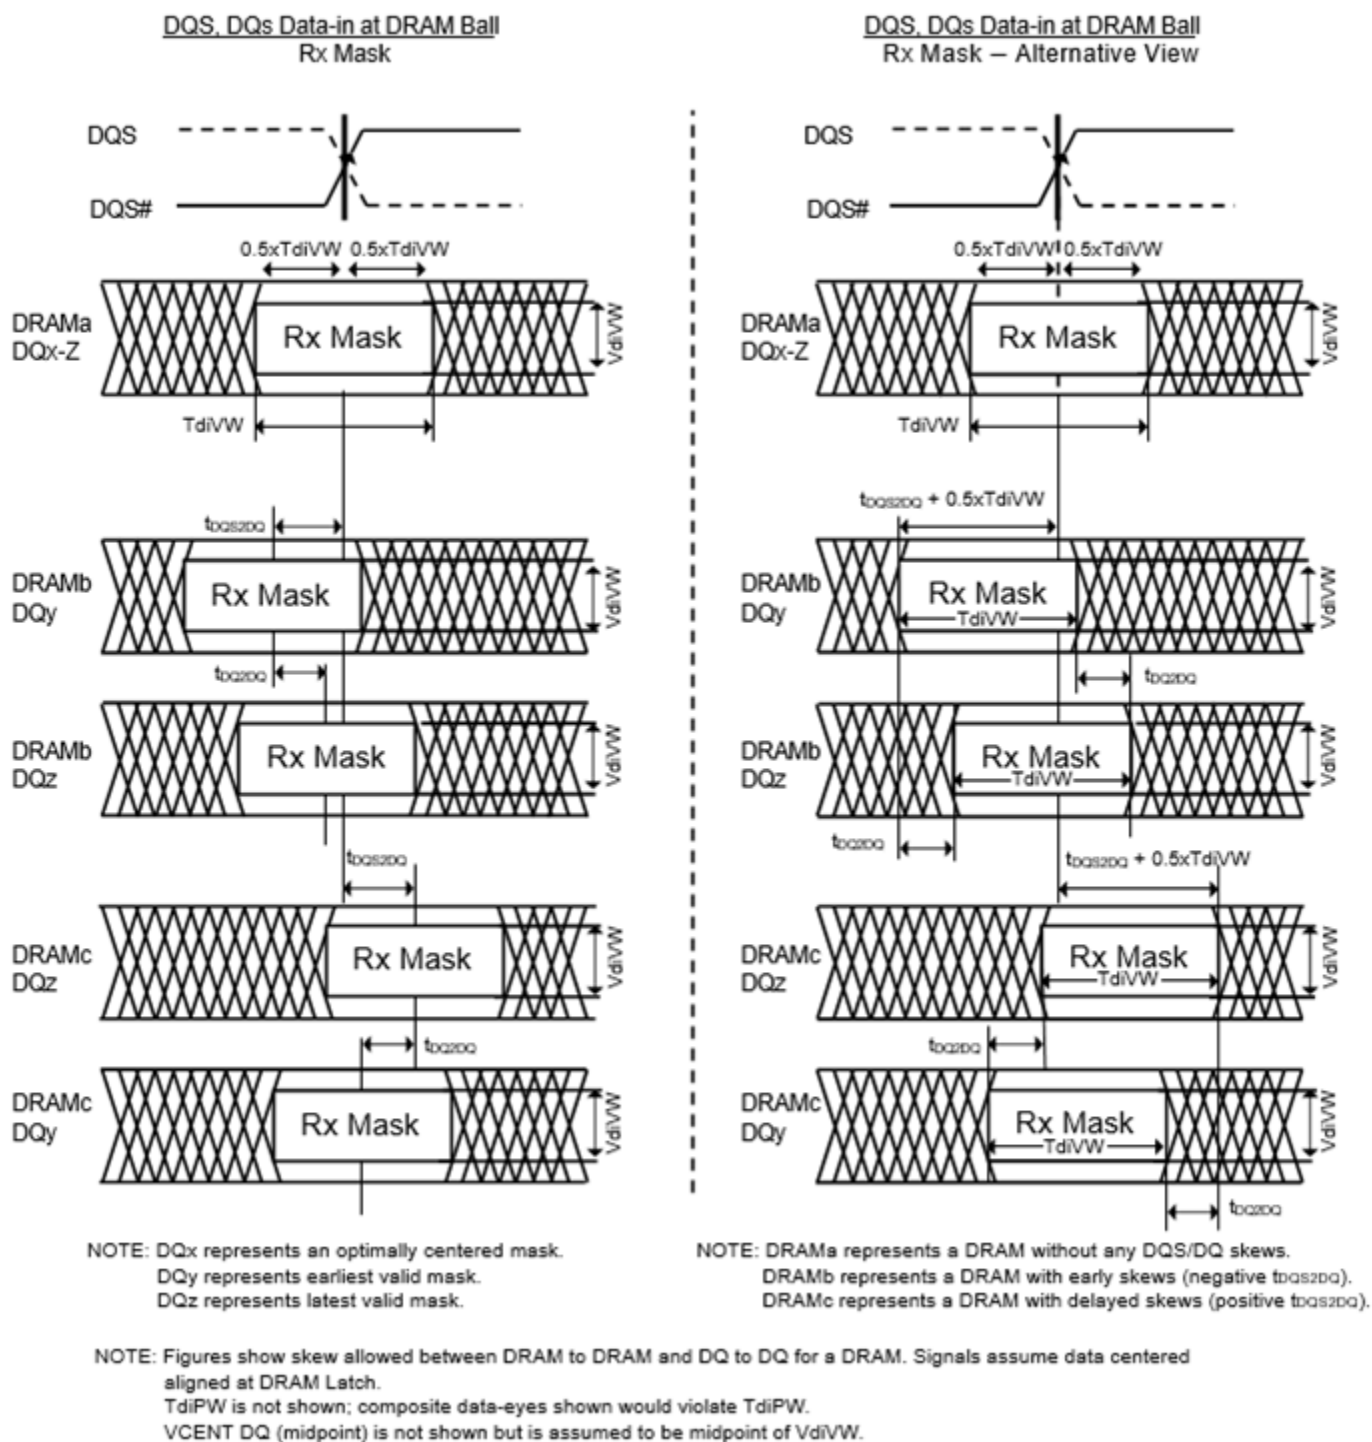 DQS, DQs Data-in at DRAM Ball
Rx Mask
DQS
DQS#
0.5xTdiVW 0.5xTdiVW
DRAMa
DQx-Z
Rx Mask
VdiVW
TdiVW
tDQS2DQ
DRAMb
DQy
Rx Mask
VdiVW
tDQ2DQ
DRAMb
DQz
Rx Mask
VdiVW
tDQS2DQ
DRAMc
DQz
Rx Mask
VdiVW
tDQ2DQ
DRAMc
DQy
Rx Mask
VdiVW
NOTE: DQx represents an optimally centered mask.
DQy represents earliest valid mask.
DQz represents latest valid mask.
DQS, DQs Data-in at DRAM Ball
Rx Mask – Alternative View
DQS
DQS#
0.5xTdiVW 0.5xTdiVW
DRAMa
DQx-Z
Rx Mask
VdiVW
TdiVW
tDQS2DQ + 0.5xTdiVW
DRAMb
DQy
Rx Mask
TdiVW
VdiVW
tDQ2DQ
DRAMb
DQz
Rx Mask
TdiVW
VdiVW
tDQ2DQ
tDQS2DQ + 0.5xTdiVW
DRAMc
DQz
Rx Mask
TdiVW
VdiVW
tDQ2DQ
DRAMc
DQy
Rx Mask
TdiVW
VdiVW
tDQ2DQ
NOTE: DRAMa represents a DRAM without any DQS/DQ skews.
DRAMb represents a DRAM with early skews (negative tDQS2DQ).
DRAMc represents a DRAM with delayed skews (positive tDQS2DQ).
NOTE: Figures show skew allowed between DRAM to DRAM and DQ to DQ for a DRAM. Signals assume data centered
aligned at DRAM Latch.
TdiPW is not shown; composite data-eyes shown would violate TdiPW.
VCENT DQ (midpoint) is not shown but is assumed to be midpoint of VdiVW.